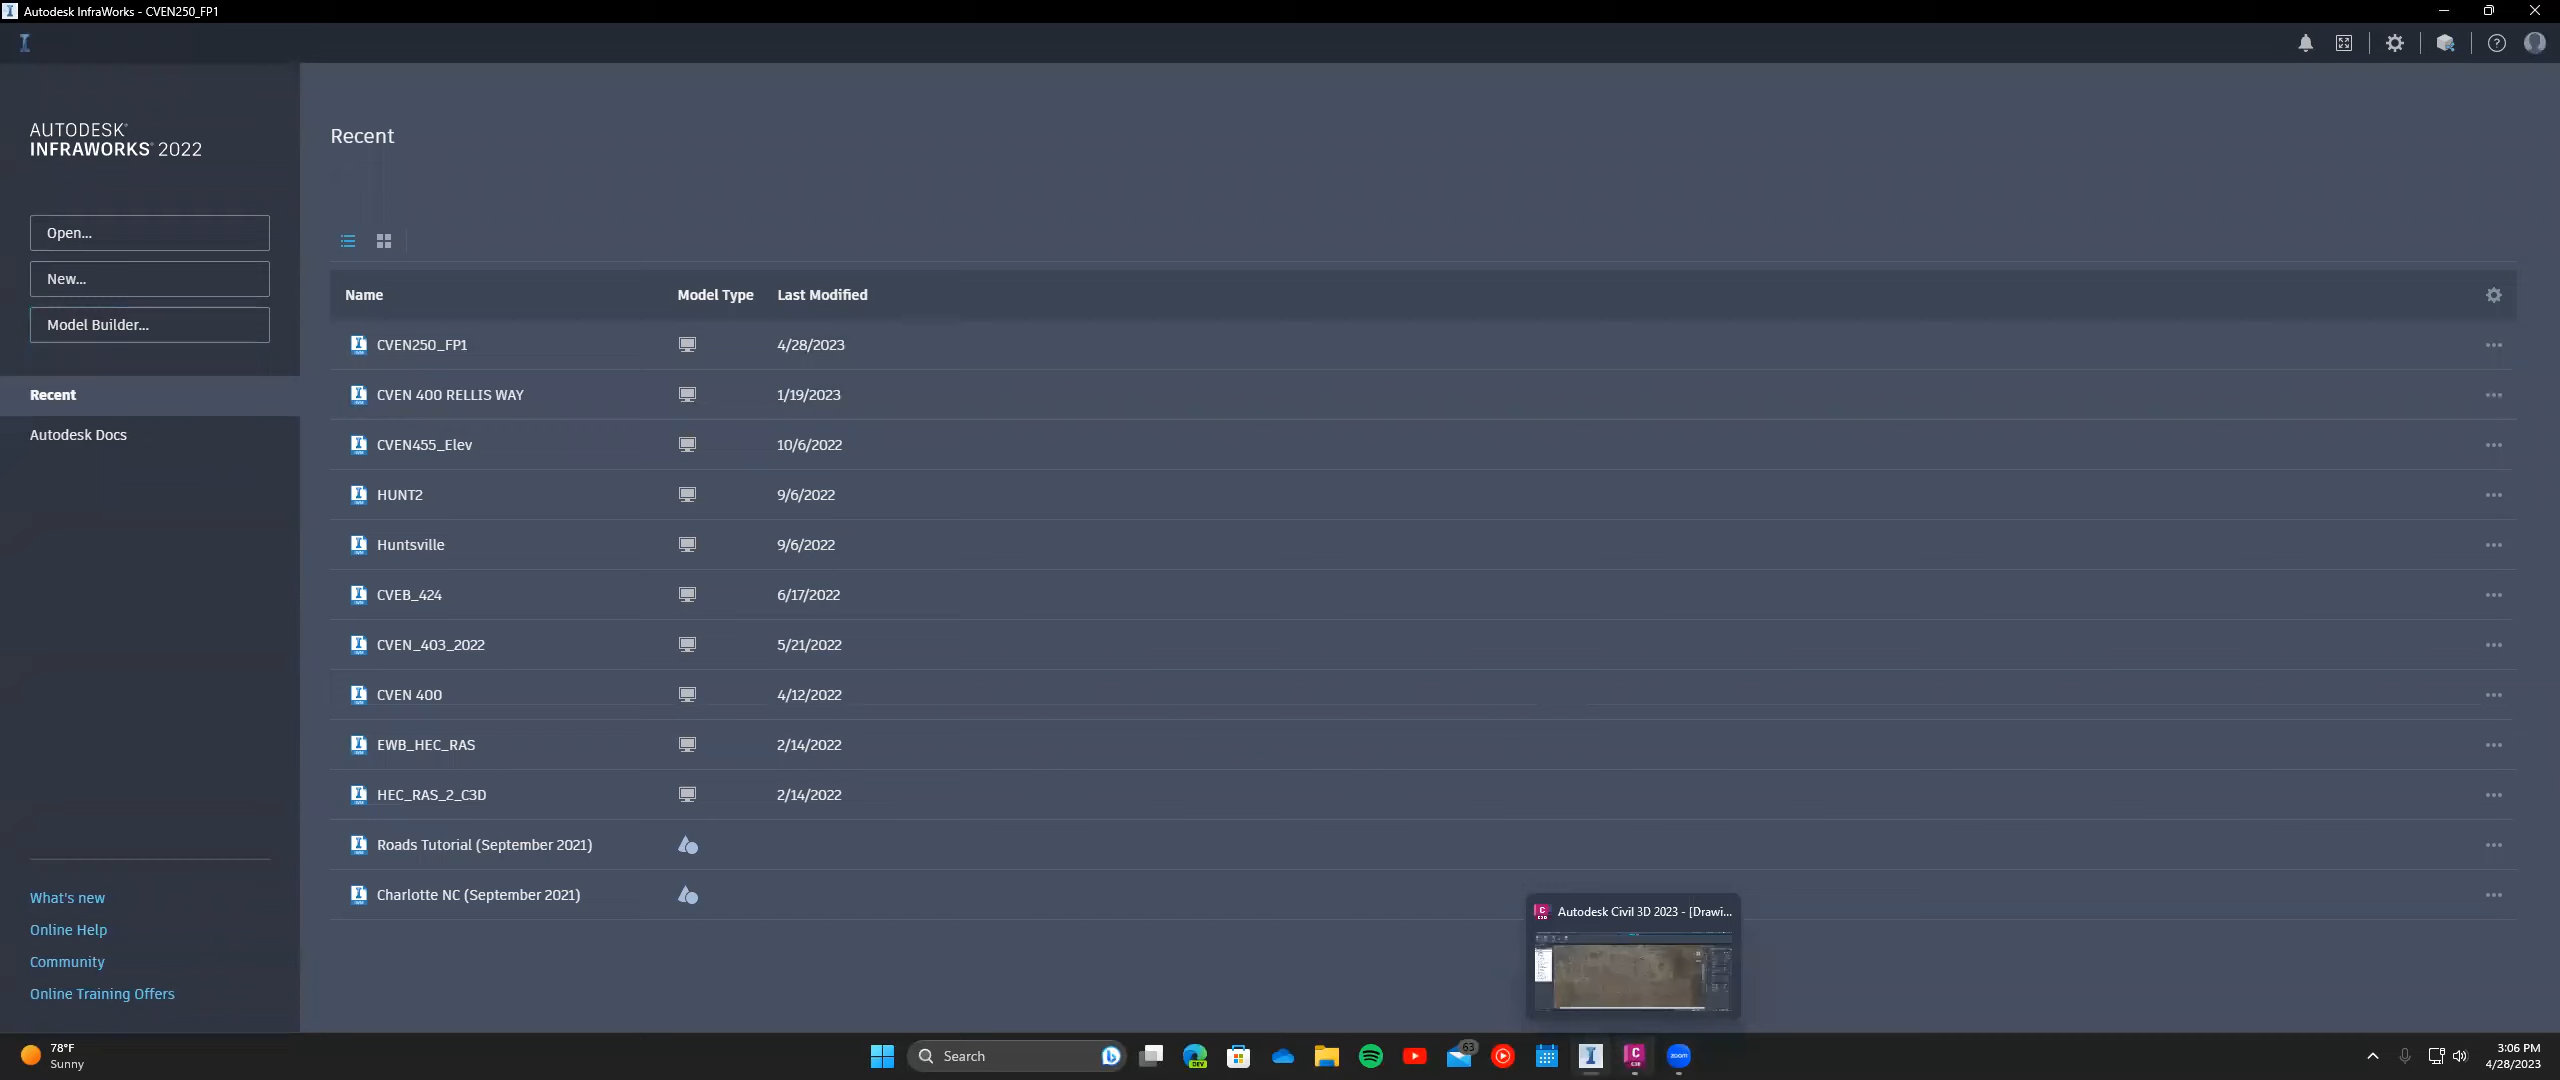 Autodesk InfraWorks - CVEN250_FP1
AUTODESK®
INFRAWORKS® 2022
Open...
New...
Model Builder...
Recent
Autodesk Docs
What's new
Online Help
Community
Online Training Offers
Recent
Name Model Type Last Modified
CVEN250_FP1 4/28/2023
CVEN 400 RELLIS WAY 1/19/2023
CVEN455_Elev 10/6/2022
HUNT2 9/6/2022
Huntsville 9/6/2022
CVEB_424 6/17/2022
CVEN_403_2022 5/21/2022
CVEN 400 4/12/2022
EWB_HEC_RAS 2/14/2022
HEC_RAS_2_C3D 2/14/2022
Roads Tutorial (September 2021)
Charlotte NC (September 2021)
Autodesk Civil 3D 2023 - [Drawi...
78°F
Sunny
Search
DEV
63
C3D
zoom
3:06 PM
4/28/2023